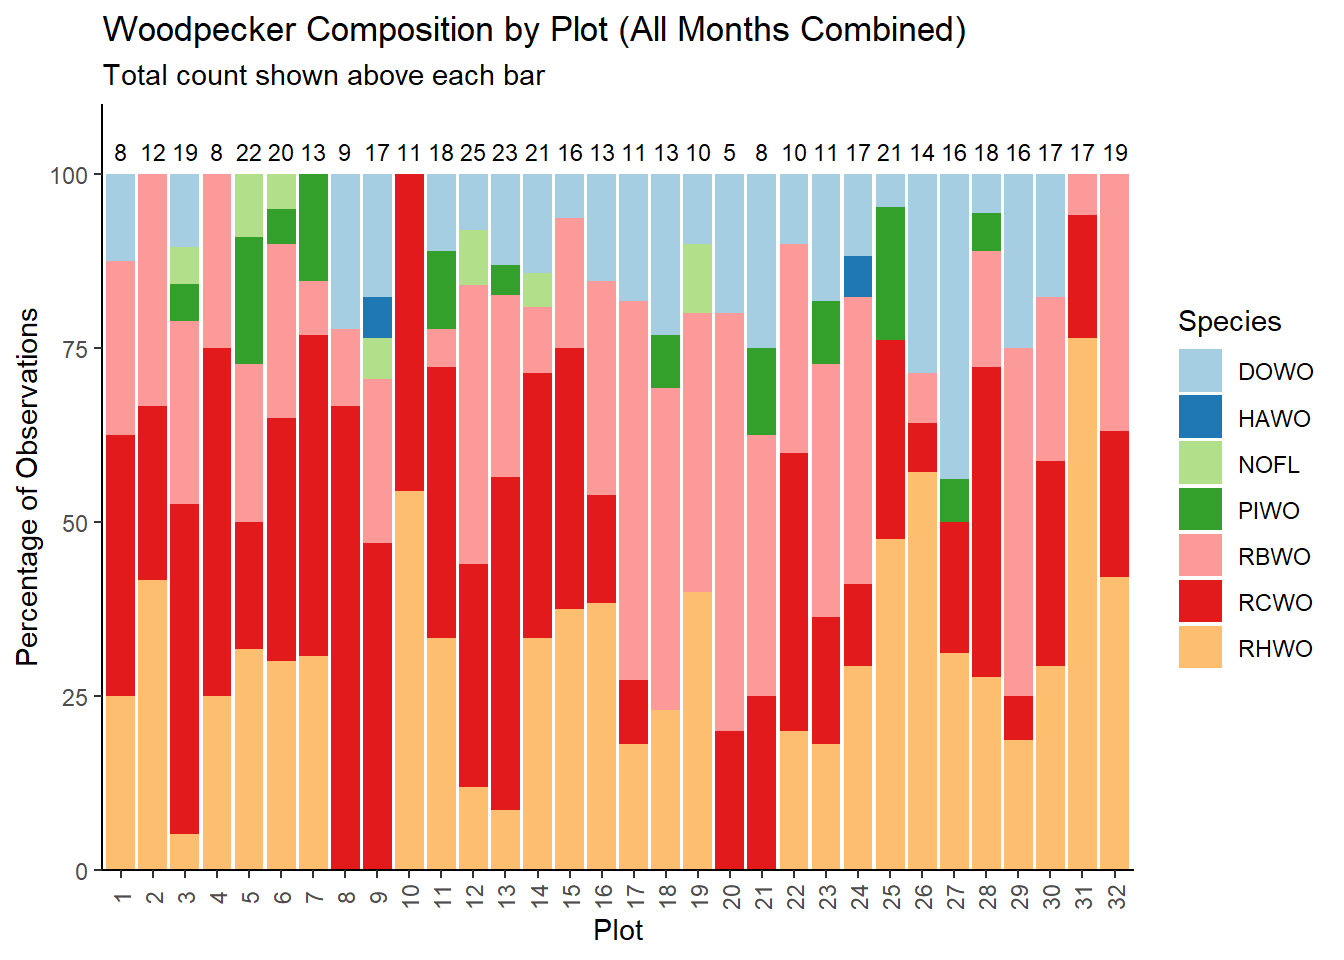 Woodpecker Composition by Plot (All Months Combined)
Total count shown above each bar
8 12 19 8 22 20 13 9 17 11 18 25 23 21 16 13 11 13 10 5 8 10 11 17 21 14 16 18 16 17 17 19
100
75
50
25
0
Percentage of Observations
1 2 3 4 5 6 7 8 9 10 11 12 13 14 15 16 17 18 19 20 21 22 23 24 25 26 27 28 29 30 31 32
Plot
Species
DOWO
HAWO
NOFL
PIWO
RBWO
RCWO
RHWO